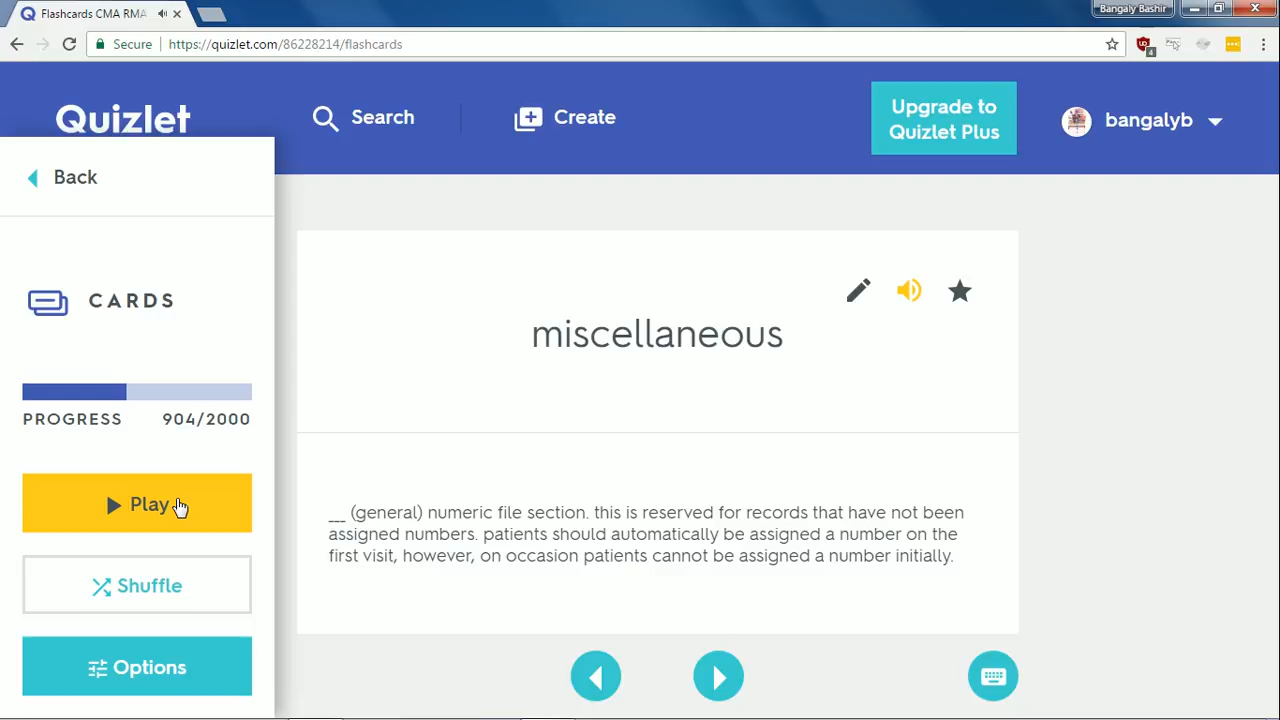 Flashcards CMA RMA
Bangaly Bashir
Secure
https://quizlet.com/86228214/flashcards
4
Quizlet
Search
Create
Upgrade to
Quizlet Plus
bangalyb
Back
CARDS
PROGRESS 904/2000
Play
Shuffle
Options
miscellaneous
___ (general) numeric file section. this is reserved for records that have not been
assigned numbers. patients should automatically be assigned a number on the
first visit, however, on occasion patients cannot be assigned a number initially.